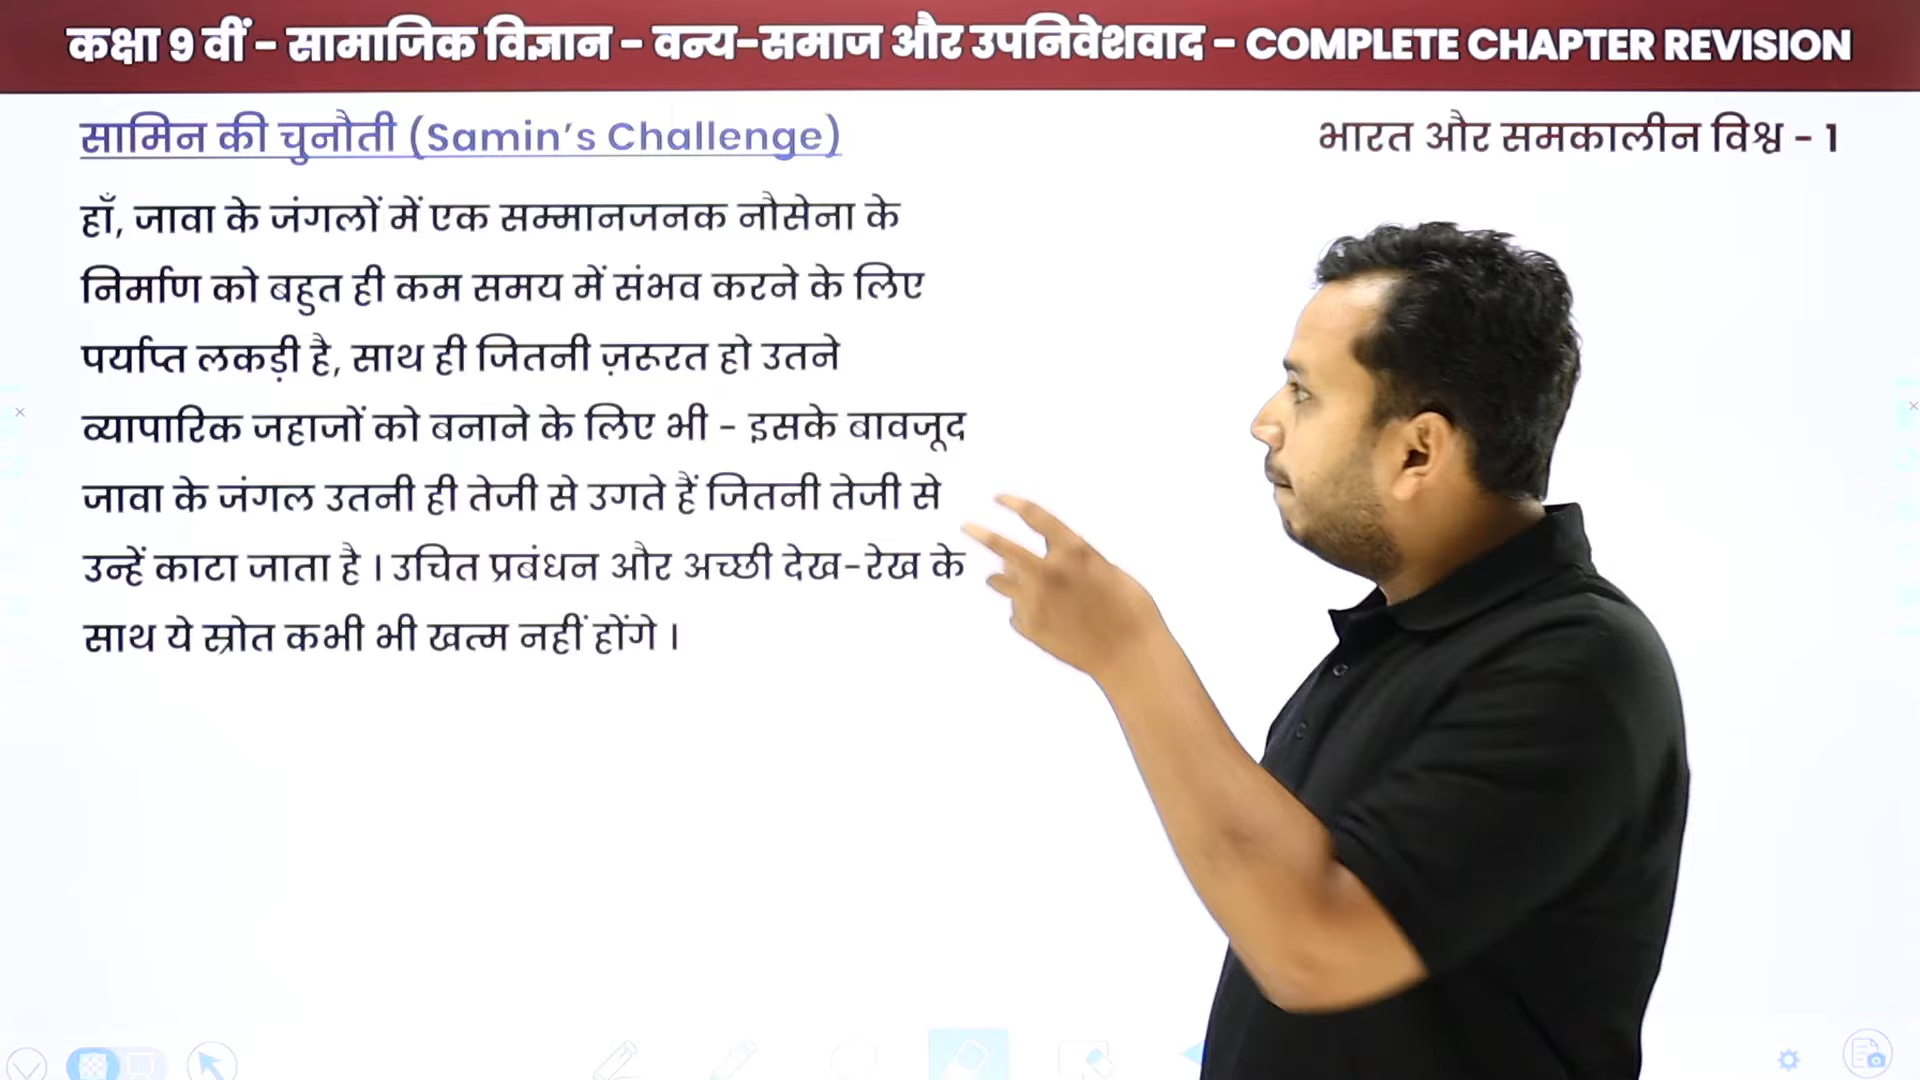 कक्षा 9 वीं - सामाजिक विज्ञान - वन्य-समाज और उपनिवेशवाद - COMPLETE CHAPTER REVISION
सामिन की चुनौती (Samin's Challenge)
भारत और समकालीन विश्व - 1
हाँ, जावा के जंगलों में एक सम्मानजनक नौसेना के
निर्माण को बहुत ही कम समय में संभव करने के लिए
पर्याप्त लकड़ी है, साथ ही जितनी ज़रूरत हो उतने
व्यापारिक जहाजों को बनाने के लिए भी - इसके बावजूद
जावा के जंगल उतनी ही तेजी से उगते हैं जितनी तेजी से
उन्हें काटा जाता है । उचित प्रबंधन और अच्छी देख-रेख के
साथ ये स्रोत कभी भी खत्म नहीं होंगे ।